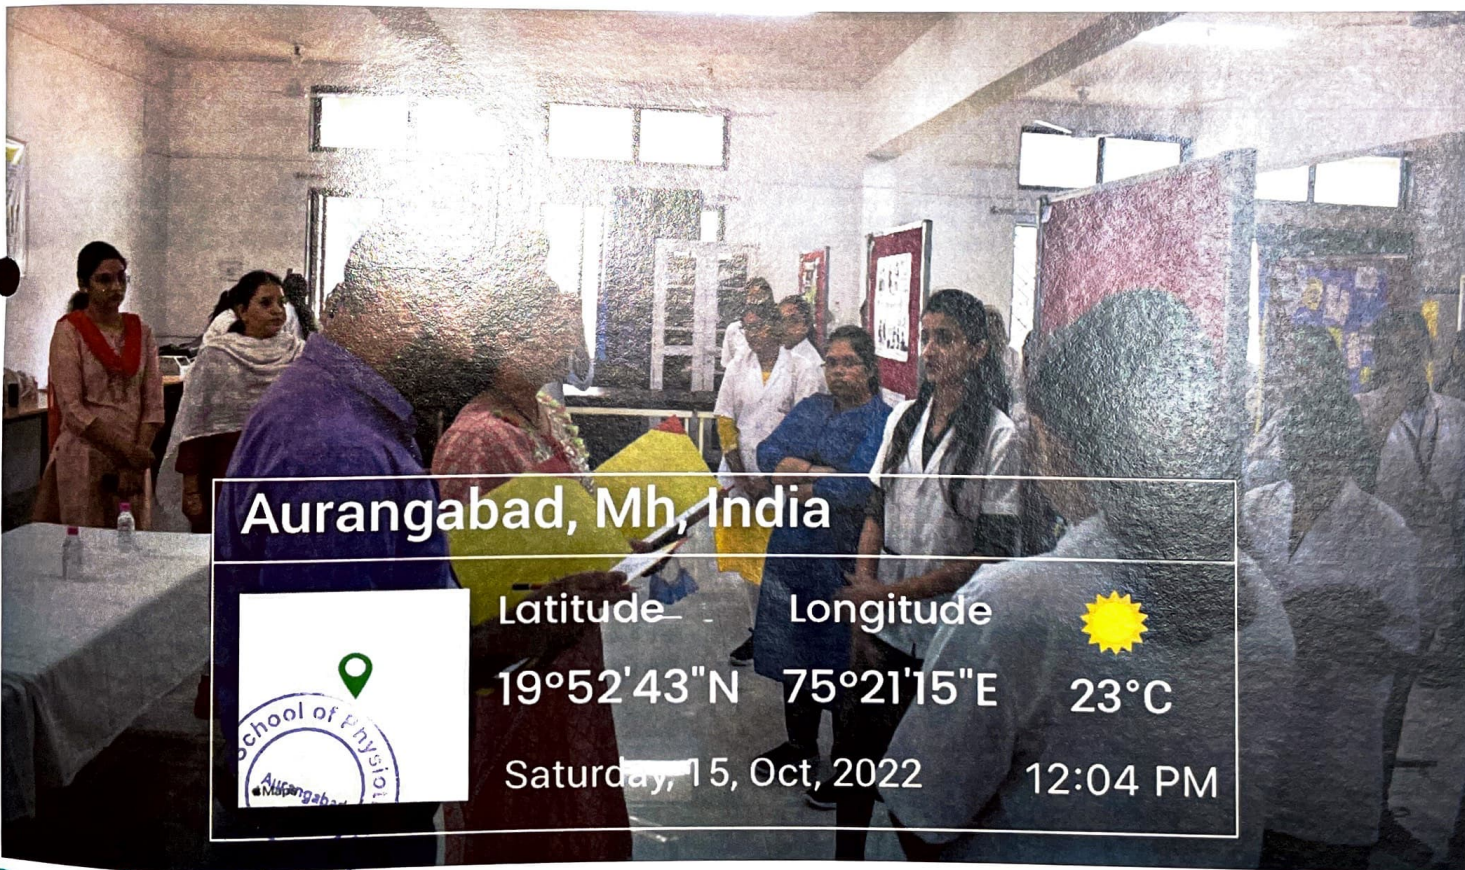 Aurangabad, Mh, India
Latitude
Longitude
19°52'43"N
75°21'15"E
23°C
Saturday, 15, Oct, 2022
12:04 PM
School of Physio
Aurangabad
Maps